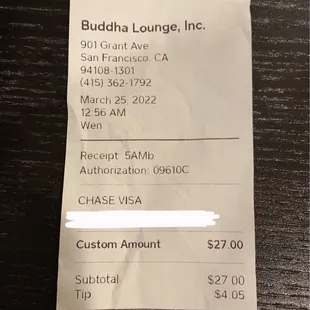 Buddha Lounge, Inc.
901 Grant Ave
San Francisco, CA
94108-1301
(415) 362-1792
March 25, 2022
12:56 AM
Wen
Receipt: 5AMb
Authorization: 09610C
CHASE VISA
Custom Amount $27.00
Subtotal $27.00
Tip $4.05